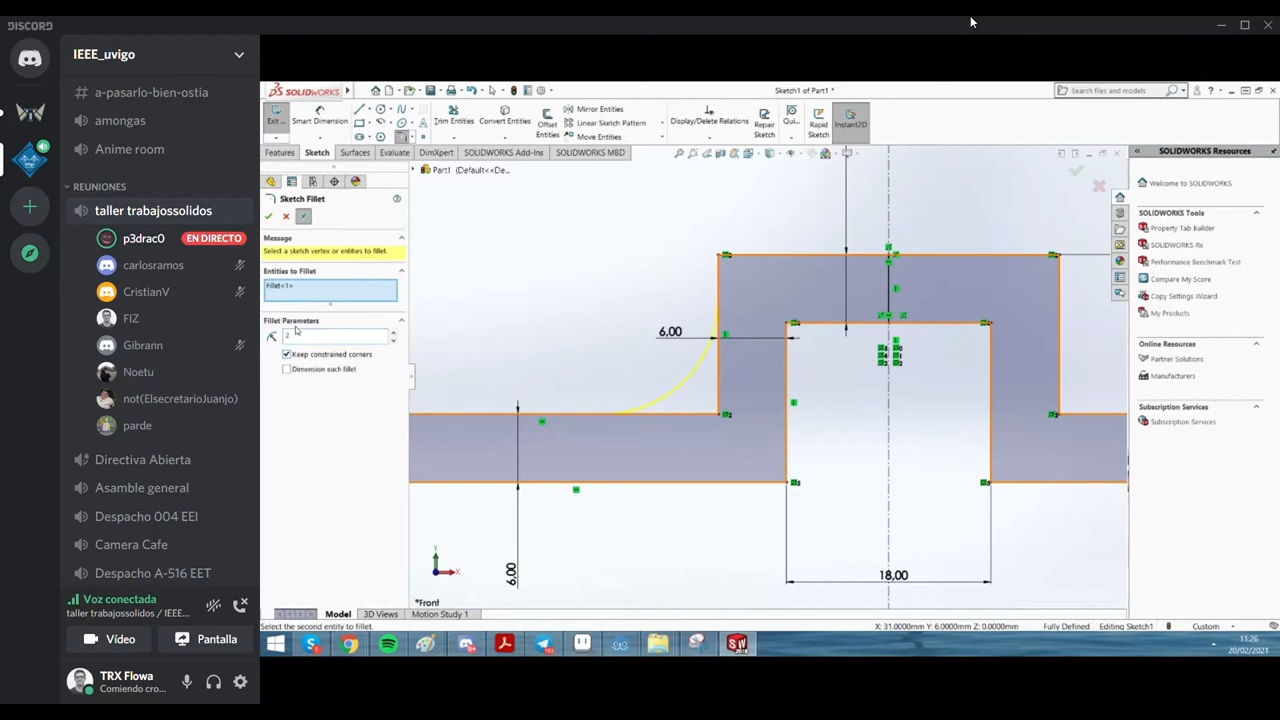 DISCORD
IEEE_uvigo
a-pasarlo-bien-ostia
amongas
Anime room
REUNIONES
taller trabajossolidos
p3drac0 EN DIRECTO
carlosramos
CristianV
FIZ
Gibrann
Noetu
not(ElsecretarioJuanjo)
parde
Directiva Abierta
Asamble general
Despacho 004 EEI
Camera Cafe
Despacho A-516 EET
Voz conectada
taller trabajossolidos / IEEE...
Vídeo
Pantalla
TRX Flowa
Comiendo cro...
SOLIDWORKS
Sketch1 of Part1 *
Search files and models
Exit ...
Smart Dimension
Trim Entities
Convert Entities
Offset Entities
Mirror Entities
Linear Sketch Pattern
Move Entities
Display/Delete Relations
Qui...
Repair Sketch
Rapid Sketch
Instant2D
Features
Sketch
Surfaces
Evaluate
DimXpert
SOLIDWORKS Add-Ins
SOLIDWORKS MBD
Part1 (Default<<De...
Sketch Fillet
Message
Select a sketch vertex or entities to fillet.
Entities to Fillet
Fillet<1>
Fillet Parameters
2
Keep constrained corners
Dimension each fillet
6,00
6,00
18,00
Y
X
*Front
Model
3D Views
Motion Study 1
Select the second entity to fillet.
X: 31.0000mm Y: 6.0000mm Z: 0.0000mm
Fully Defined
Editing Sketch1
Custom
SOLIDWORKS Resources
Welcome to SOLIDWORKS
SOLIDWORKS Tools
Property Tab Builder
SOLIDWORKS Rx
Performance Benchmark Test
Compare My Score
Copy Settings Wizard
My Products
Online Resources
Partner Solutions
Manufacturers
Subscription Services
Subscription Services
11:26
20/02/2021